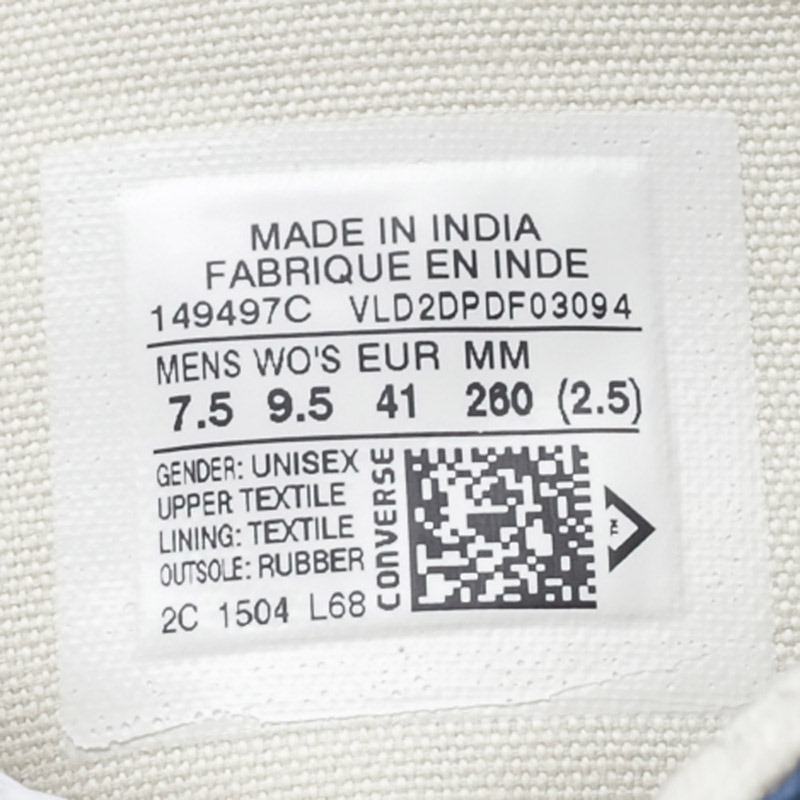 MADE IN INDIA
FABRIQUE EN INDE
149497C VLD2DPDF03094
MENS WO'S EUR MM
7.5 9.5 41 260 (2.5)
GENDER: UNISEX
UPPER TEXTILE
LINING: TEXTILE
OUTSOLE: RUBBER
2C 1504 L68
CONVERSE
TM